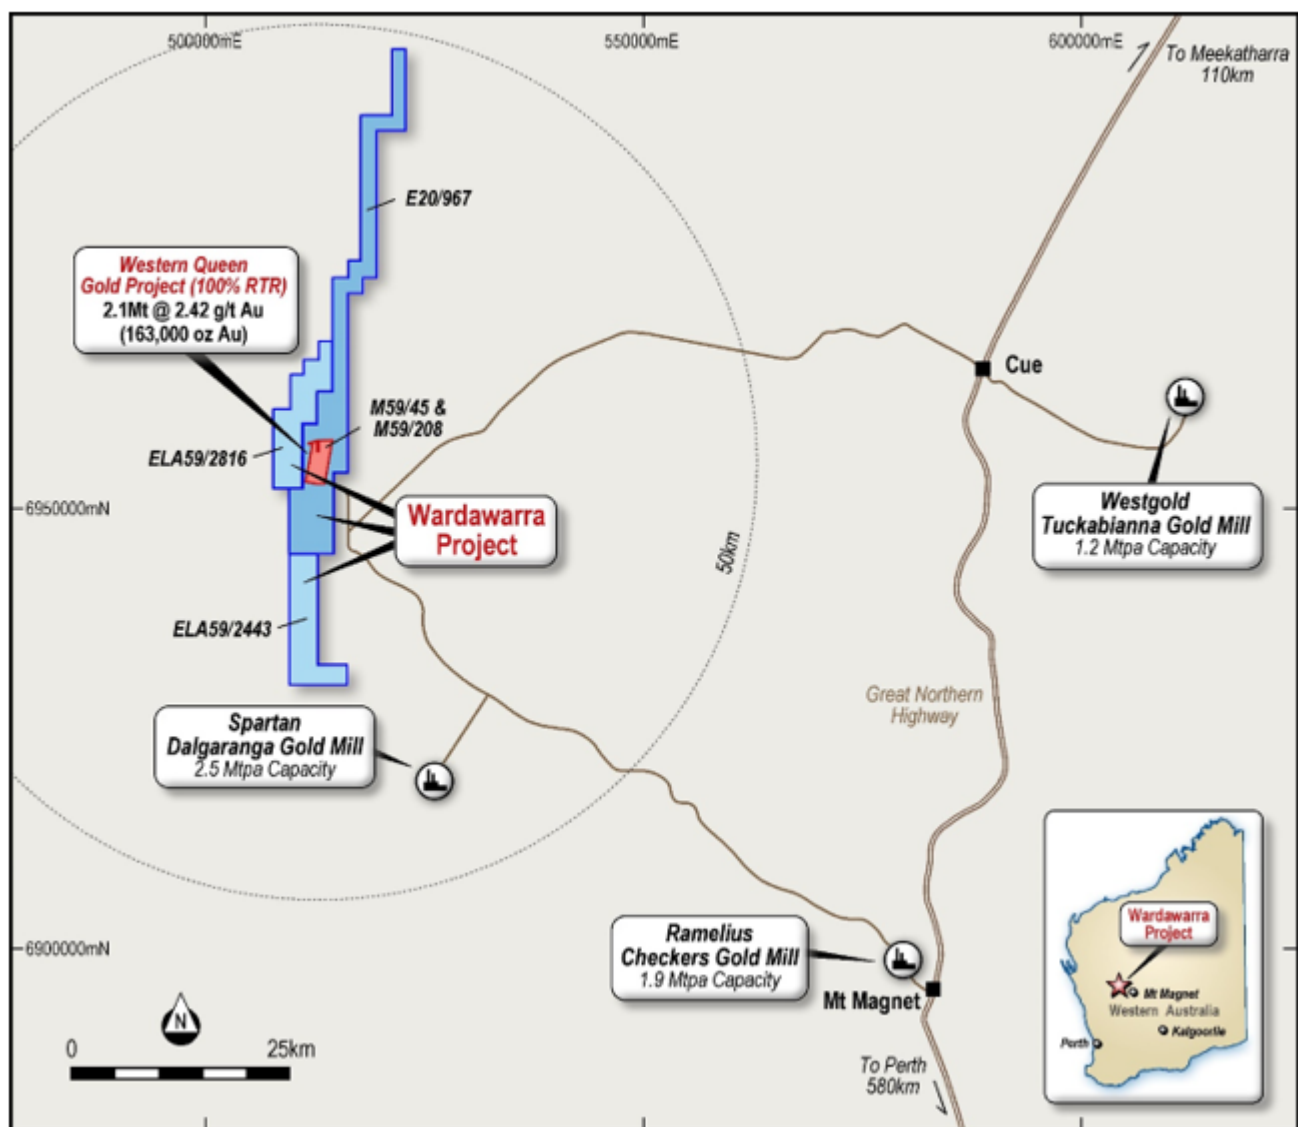 500000mE
550000mE
600000mE
To Meekatharra
110km
E20/967
Western Queen
Gold Project (100% RTR)
2.1Mt @ 2.42 g/t Au
(163,000 oz Au)
Cue
M59/45 &
M59/208
ELA59/2816
6950000mN
Wardawarra
Project
Westgold
Tuckabianna Gold Mill
1.2 Mtpa Capacity
50km
ELA59/2443
Great Northern
Highway
Spartan
Dalgaranga Gold Mill
2.5 Mtpa Capacity
6900000mN
Ramelius
Checkers Gold Mill
1.9 Mtpa Capacity
Mt Magnet
Wardawarra
Project
Mt Magnet
Western Australia
Kalgoorlie
Perth
N
0
25km
To Perth
580km